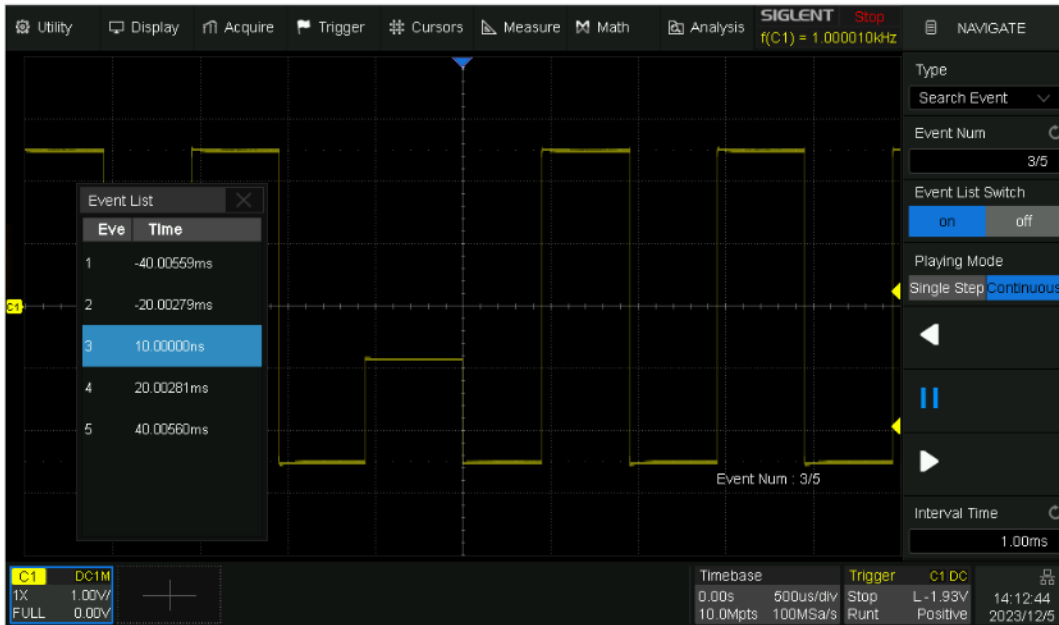 Utility Display Acquire Trigger Cursors Measure Math Analysis
SIGLENT Stop
f(C1) = 1.000010kHz
NAVIGATE
Type
Search Event
Event Num
3/5
Event List Switch
on off
Playing Mode
Single Step Continuous
Interval Time
1.00ms
Event List
Eve Time
1 -40.00559ms
2 -20.00279ms
3 10.00000ns
4 20.00281ms
5 40.00560ms
C1
Event Num : 3/5
C1 DC1M
1X 1.00V/
FULL 0.00V
Timebase
0.00s 500us/div
10.0Mpts 100MSa/s
Trigger C1 DC
Stop L -1.93V
Runt Positive
14:12:44
2023/12/5